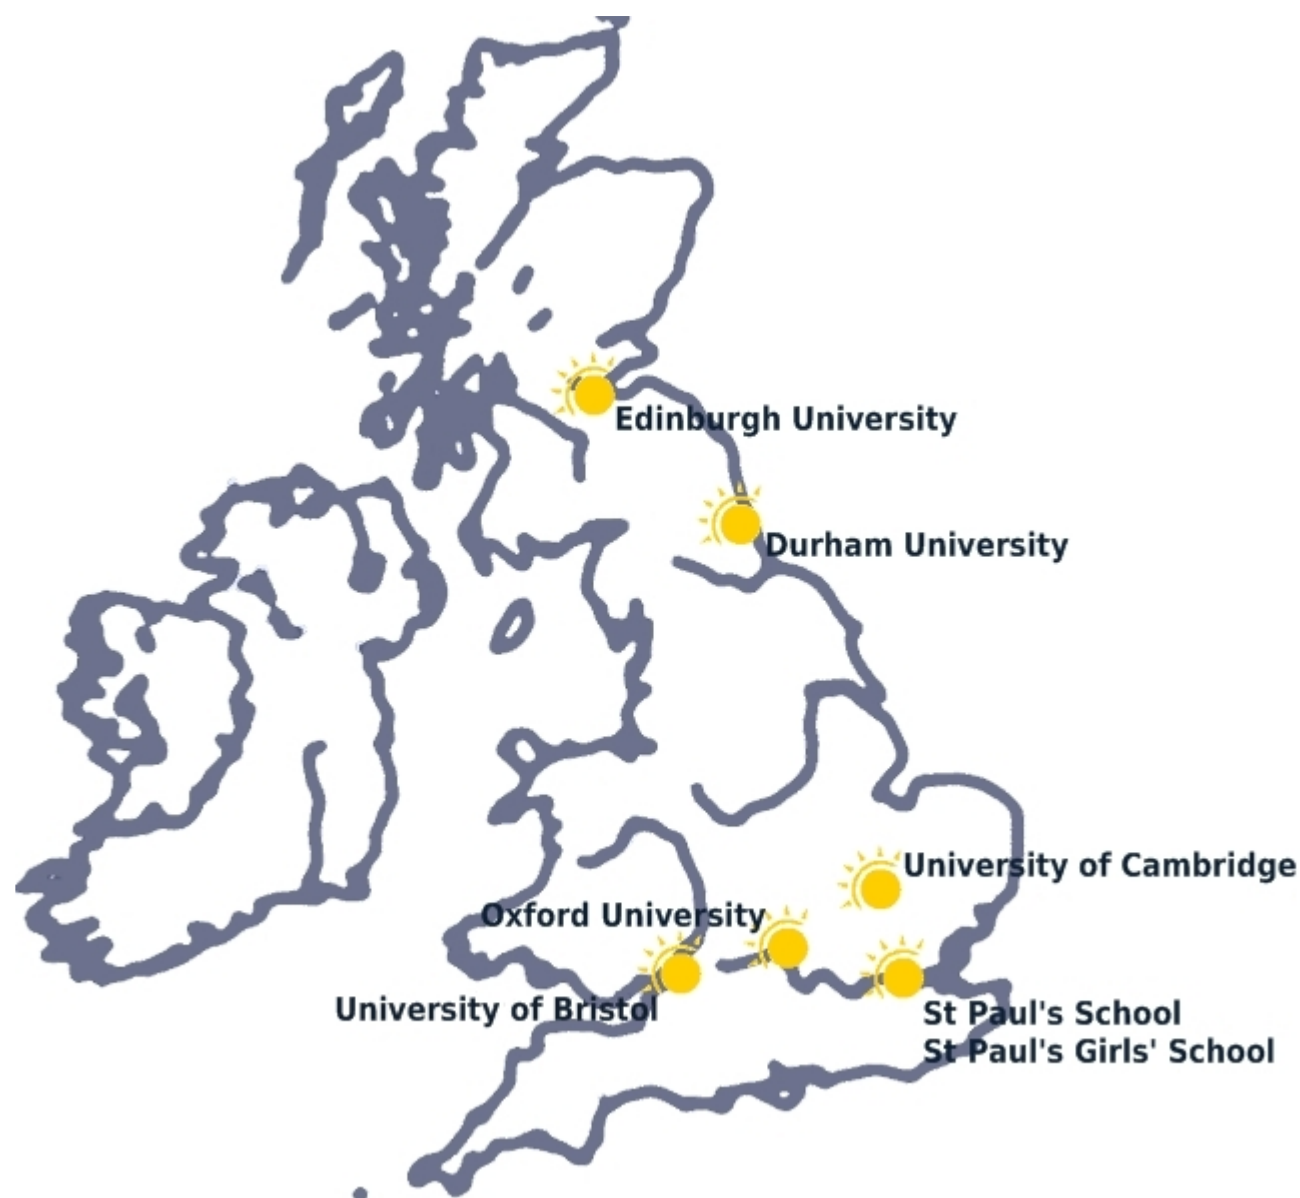 Edinburgh University
Durham University
University of Cambridge
Oxford University
University of Bristol
St Paul's School
St Paul's Girls' School